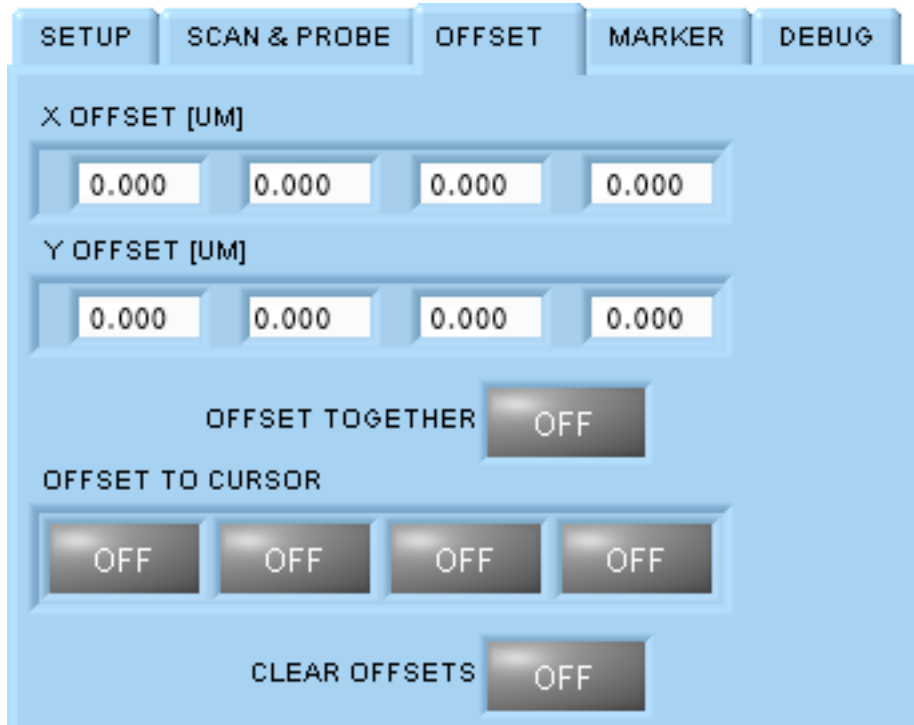 SETUP SCAN & PROBE OFFSET MARKER DEBUG
X OFFSET [UM]
0.000 0.000 0.000 0.000
Y OFFSET [UM]
0.000 0.000 0.000 0.000
OFFSET TOGETHER OFF
OFFSET TO CURSOR
OFF OFF OFF OFF
CLEAR OFFSETS OFF